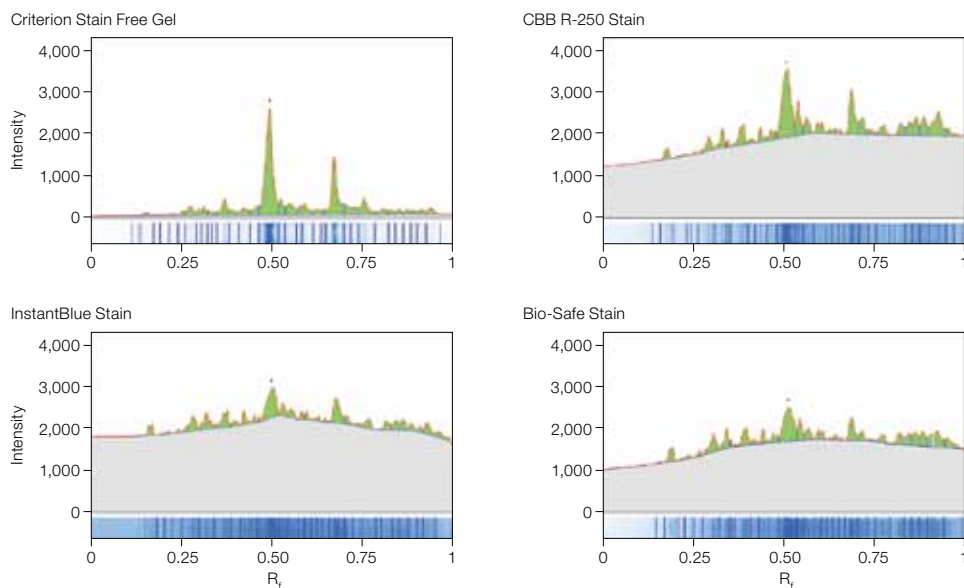 Criterion Stain Free Gel
CBB R-250 Stain
4,000
3,000
2,000
1,000
0
Intensity
0 0.25 0.50 0.75 1
4,000
3,000
2,000
1,000
0
0 0.25 0.50 0.75 1
InstantBlue Stain
Bio-Safe Stain
4,000
3,000
2,000
1,000
0
Intensity
0 0.25 0.50 0.75 1
Rf
4,000
3,000
2,000
1,000
0
0 0.25 0.50 0.75 1
Rf